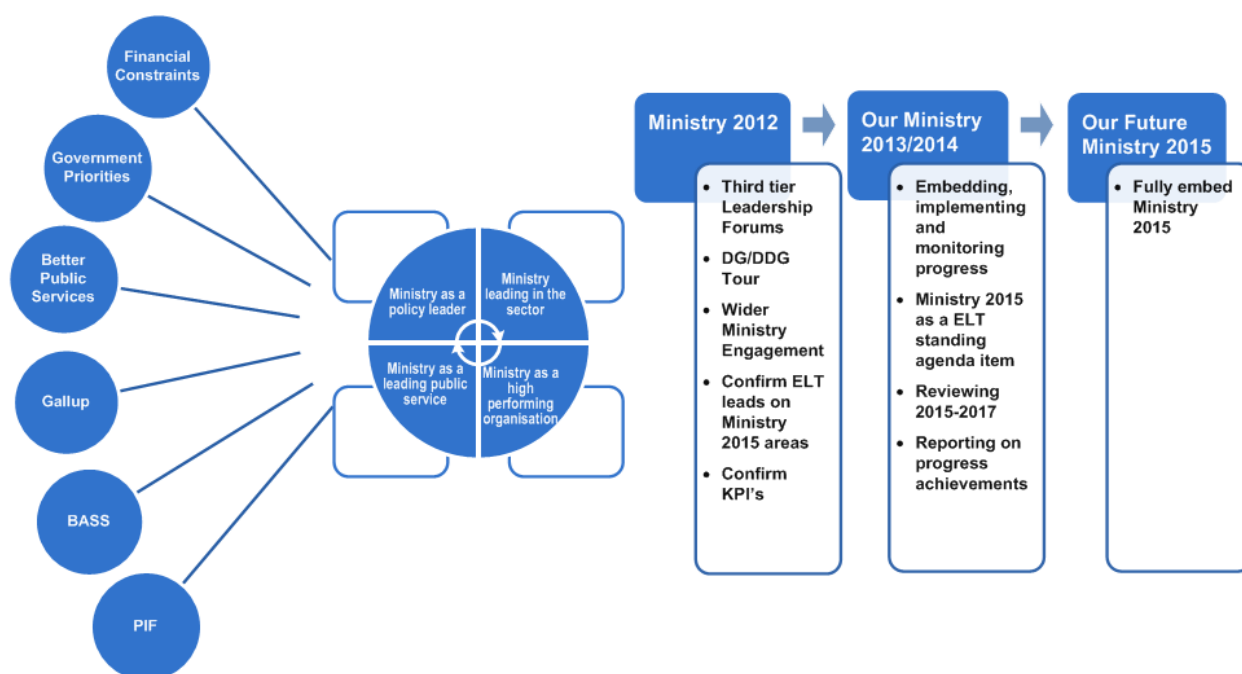 Financial
Constraints
Government
Priorities
Better
Public
Services
Gallup
BASS
PIF
Ministry as a
policy leader
Ministry
leading in the
sector
Ministry as a
leading public
service
Ministry as a
high
performing
organisation
Ministry 2012
• Third tier
Leadership
Forums
• DG/DDG
Tour
• Wider
Ministry
Engagement
• Confirm ELT
leads on
Ministry
2015 areas
• Confirm
KPI's
Our Ministry
2013/2014
• Embedding,
implementing
and
monitoring
progress
• Ministry 2015
as a ELT
standing
agenda item
• Reviewing
2015-2017
• Reporting on
progress
achievements
Our Future
Ministry 2015
• Fully embed
Ministry
2015